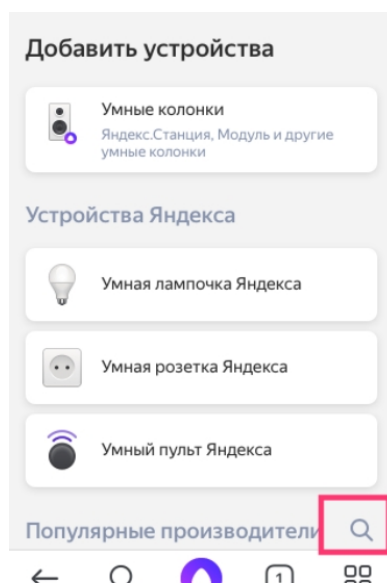 Добавить устройства
Умные колонки
Яндекс.Станция, Модуль и другие
умные колонки
Устройства Яндекса
Умная лампочка Яндекса
Умная розетка Яндекса
Умный пульт Яндекса
Популярные производители
1